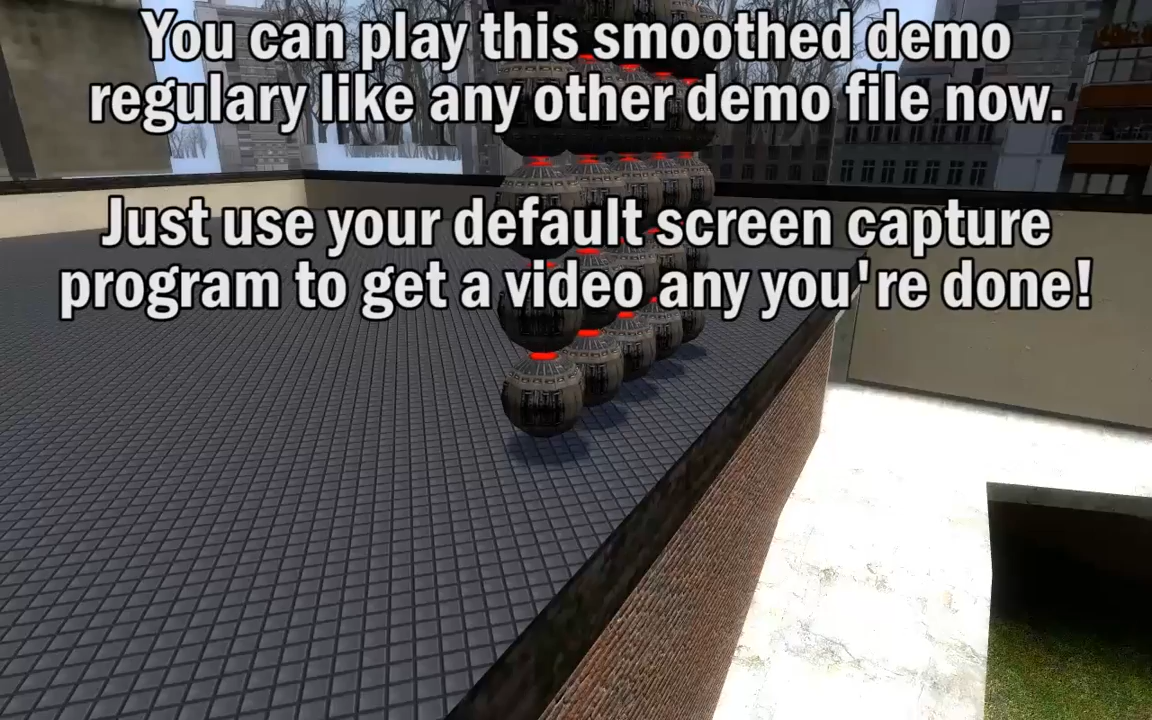 You can play this smoothed demo
regulary like any other demo file now.
Just use your default screen capture
program to get a video any you're done!